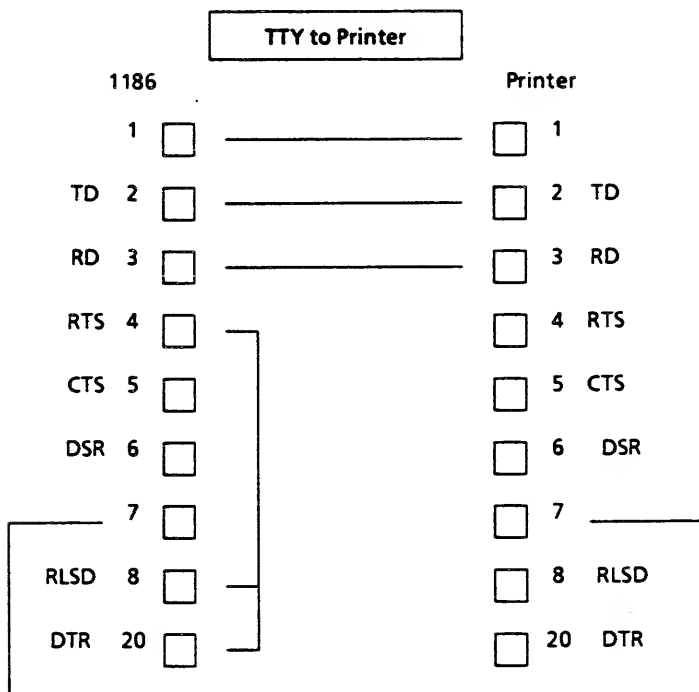 TTY to Printer
1186 Printer
1 1
TD 2 2 TD
RD 3 3 RD
RTS 4 4 RTS
CTS 5 5 CTS
DSR 6 6 DSR
7 7
RLSD 8 8 RLSD
DTR 20 20 DTR